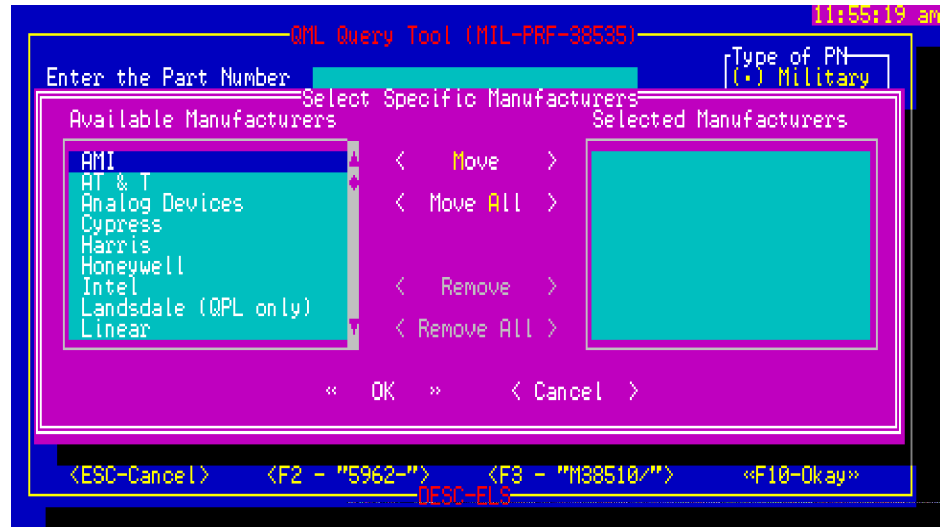 11:55:19 am
QML Query Tool (MIL-PRF-38535)
Type of PN
Enter the Part Number
(·) Military
Select Specific Manufacturers
Available Manufacturers
Selected Manufacturers
AMI
< Move >
AT & T
Analog Devices
< Move All >
Cypress
Harris
Honeywell
Intel
< Remove >
Landsdale (QPL only)
Linear
< Remove All >
« OK »
< Cancel >
<ESC-Cancel>
<F2 - "5962-">
<F3 - "M38510/">
«F10-Okay»
DESC-ELS